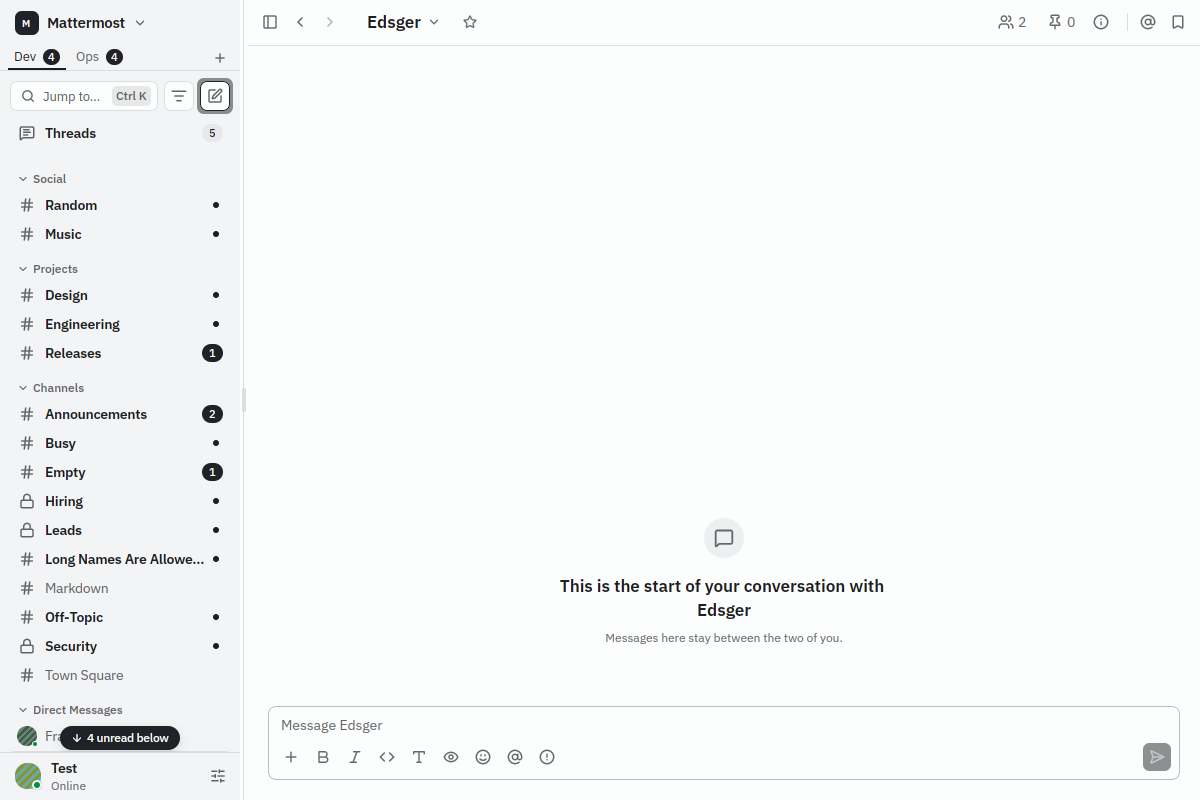 M Mattermost
Dev 4 Ops 4
Jump to... Ctrl K
Threads 5
Social
Random
Music
Projects
Design
Engineering
Releases 1
Channels
Announcements 2
Busy
Empty 1
Hiring
Leads
Long Names Are Allowe...
Markdown
Off-Topic
Security
Town Square
Direct Messages
4 unread below
Test
Online
Edsger
2
0
This is the start of your conversation with
Edsger
Messages here stay between the two of you.
Message Edsger